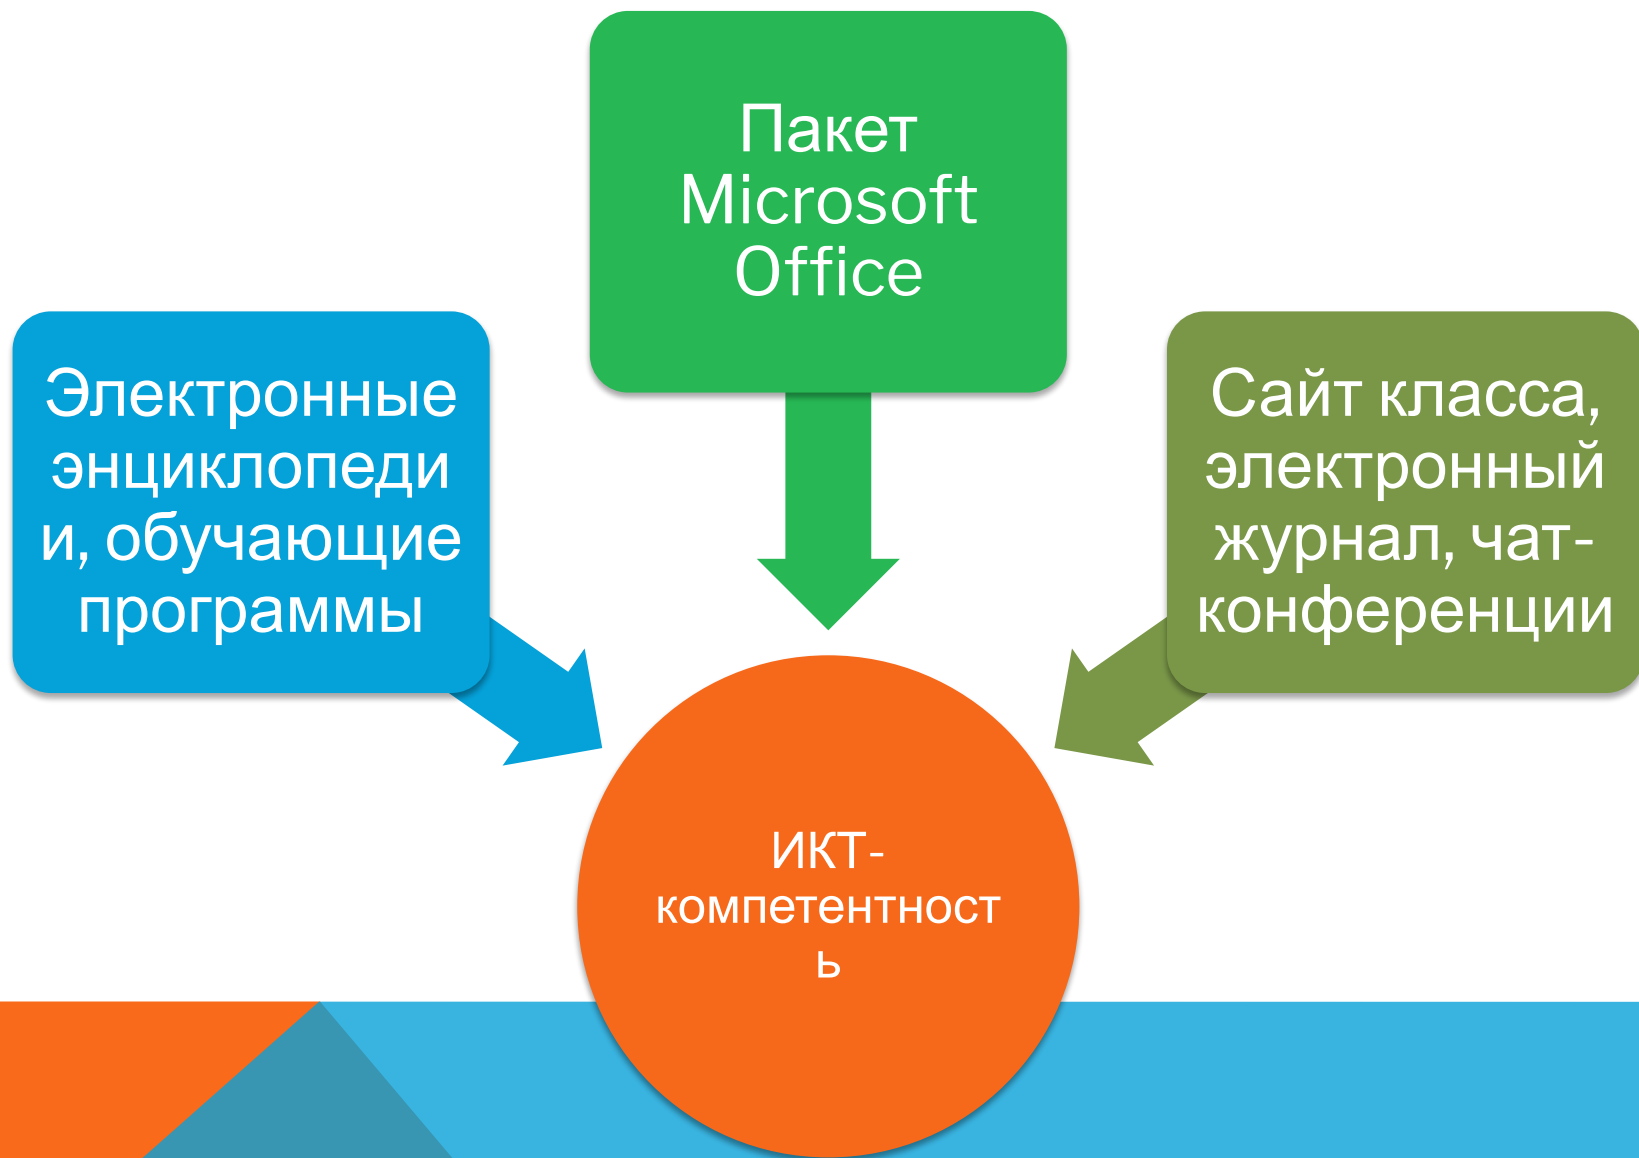 Пакет
Microsoft
Office
Электронные
энциклопеди
и, обучающие
программы
Сайт класса,
электронный
журнал, чат-
конференции
ИКТ-
компетентност
ь